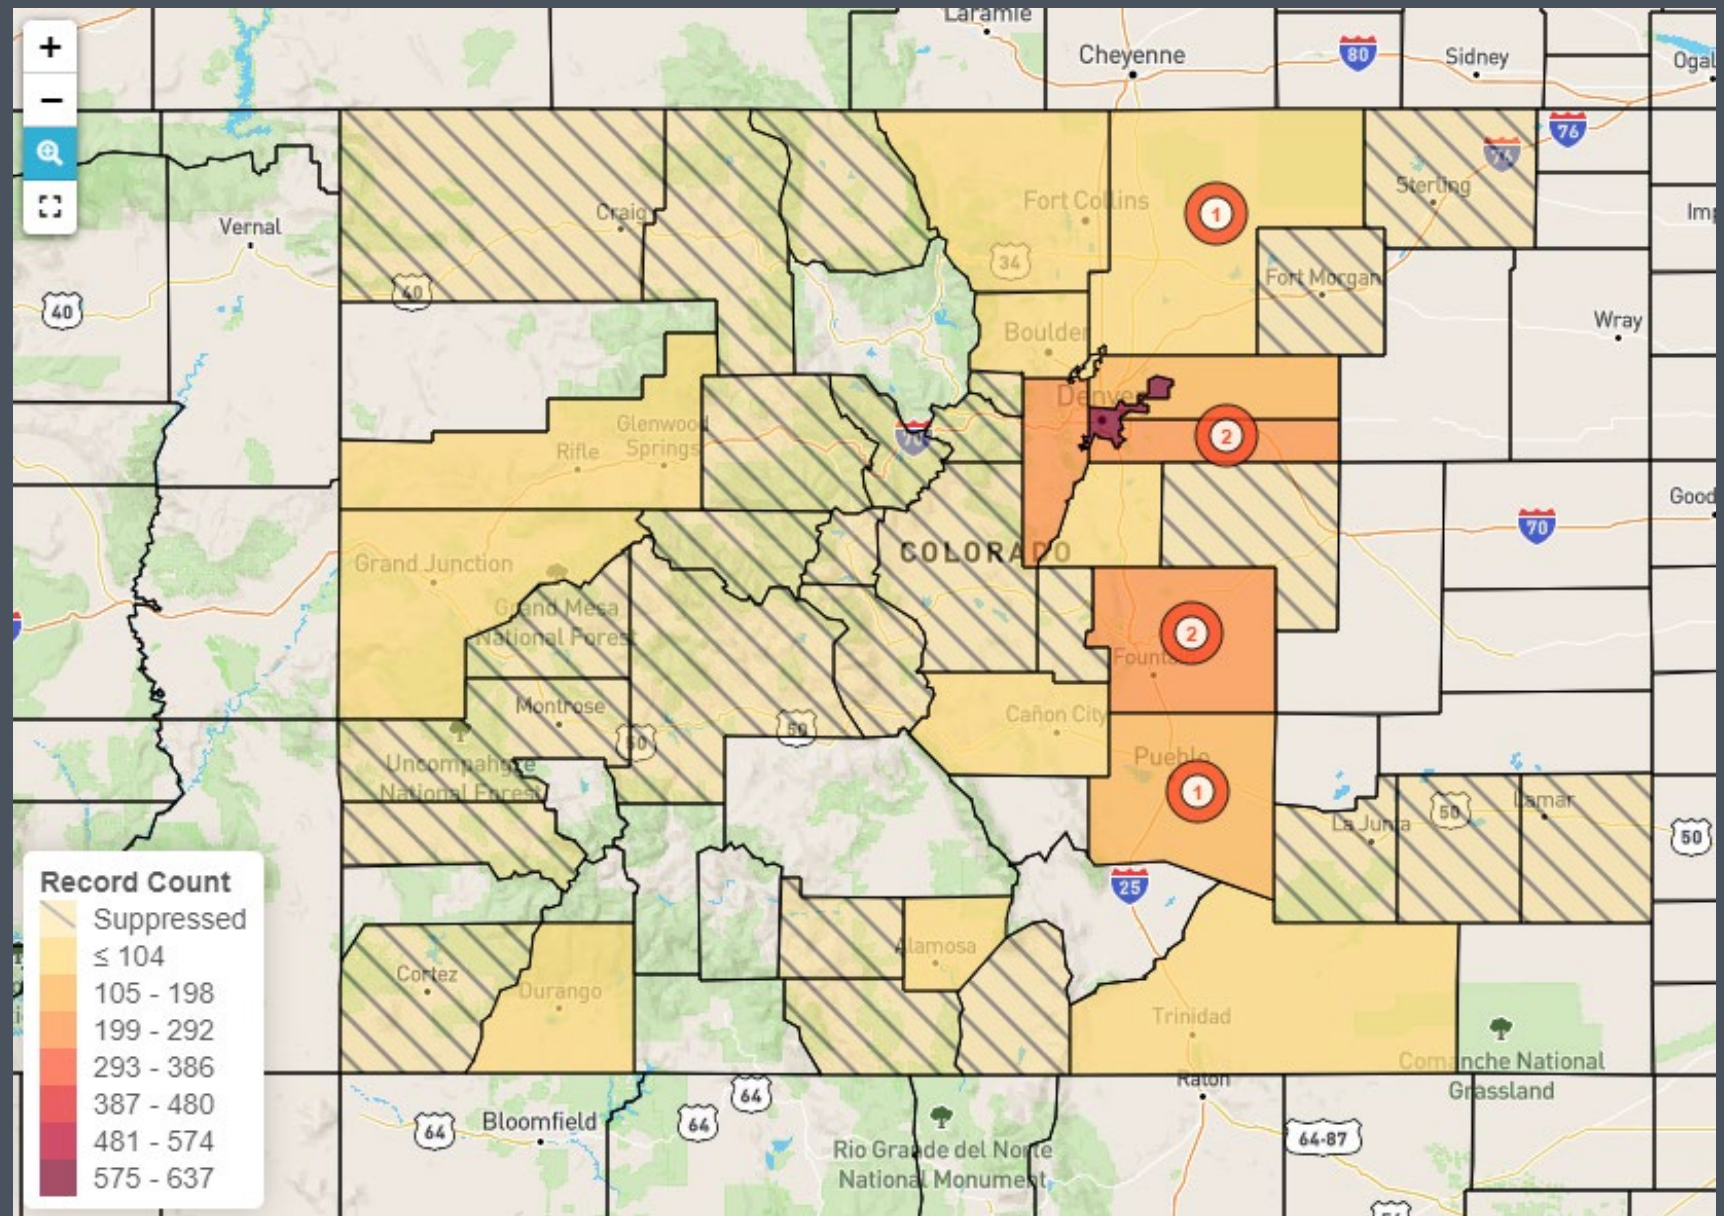 Laramie
Cheyenne
80
Sidney
+
−
76
76
Sterling
Vernal
Craig
Fort Collins
1
40
40
34
Fort Morgan
Wray
Boulder
Denver
Glenwood
Springs
Rifle
70
2
COLORADO
Grand Junction
70
Grand Mesa
National Forest
2
Fountain
Montrose
50
50
Cañon City
Pueblo
Uncompahgre
National Forest
1
50
Lamar
La Junta
50
25
Record Count
Suppressed
≤ 104
105 - 198
199 - 292
293 - 386
387 - 480
481 - 574
575 - 637
Cortez
Durango
Alamosa
Trinidad
Comanche National
Grassland
Raton
64
64
Bloomfield
64
64-87
Rio Grande del Norte
National Monument